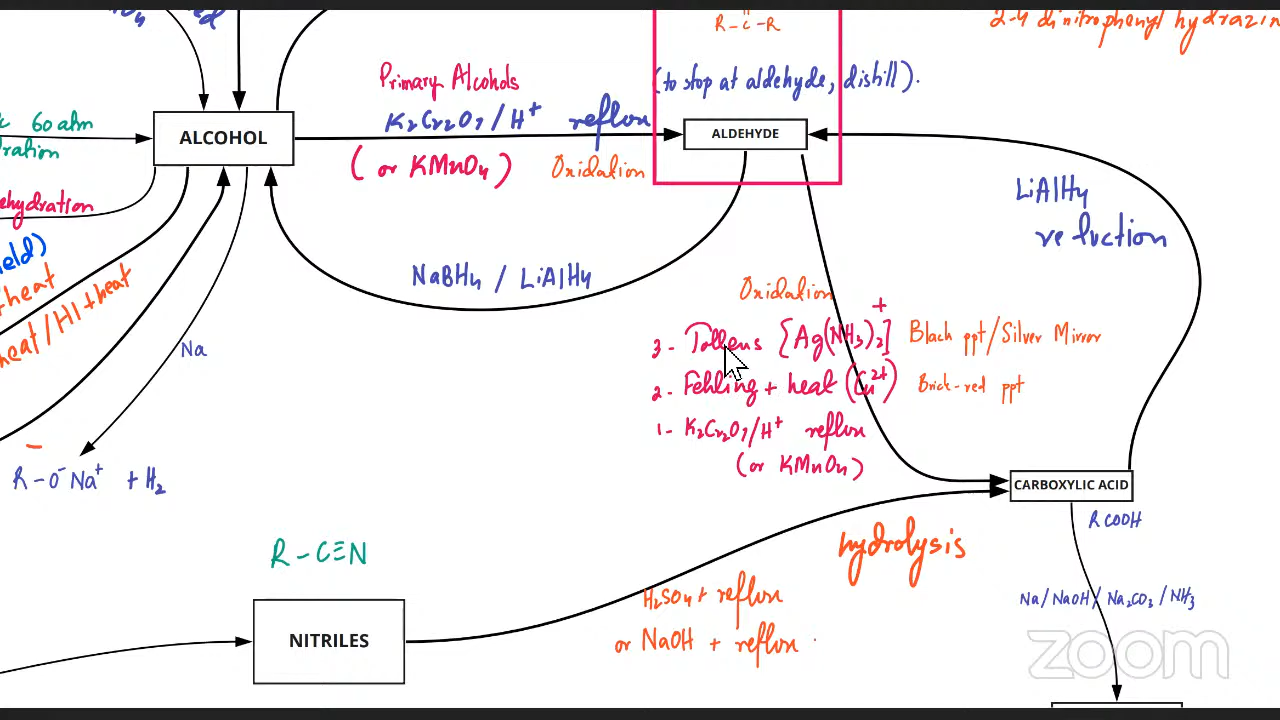 R-C-R
2-4 dinitrophenyl hydrazin
Primary Alcohols
(to stop at aldehyde, distill).
K2Cr2O7/H+ reflux
60 atm
ALCOHOL
ALDEHYDE
(or KMnO4)
Oxidation
LiAlH4
reduction
NaBH4 / LiAlH4
heat/HI+heat
Na
Oxidation
3- Tollens [Ag(NH3)2]+ Black ppt/Silver Mirror
2- Fehling + heat (Cu2+) Brick-red ppt
1- K2Cr2O7/H+ reflux
(or KMnO4)
R-O-Na+ + H2
CARBOXYLIC ACID
RCOOH
R-C≡N
hydrolysis
H2SO4+ reflux
or NaOH + reflux
Na/NaOH/Na2CO3/NH3
NITRILES
zoom